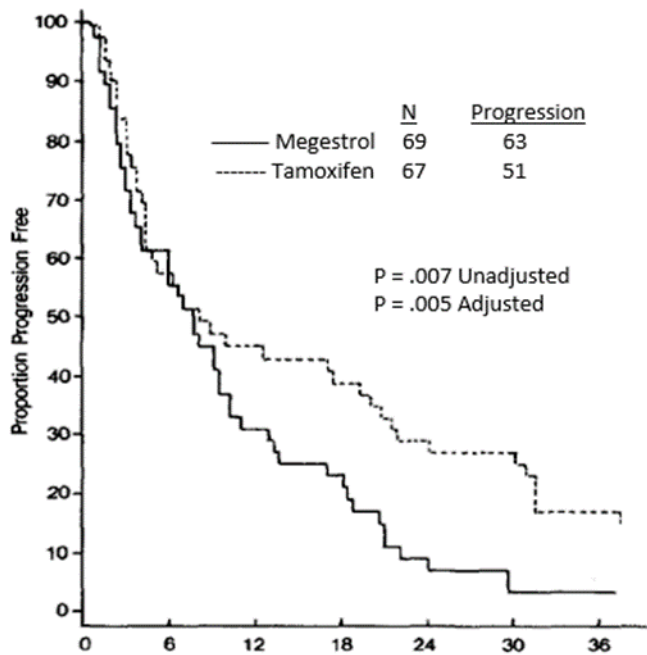 100
90
80
70
60
50
40
30
20
10
0
Proportion Progression Free
N Progression
Megestrol 69 63
Tamoxifen 67 51
P = .007 Unadjusted
P = .005 Adjusted
0 6 12 18 24 30 36